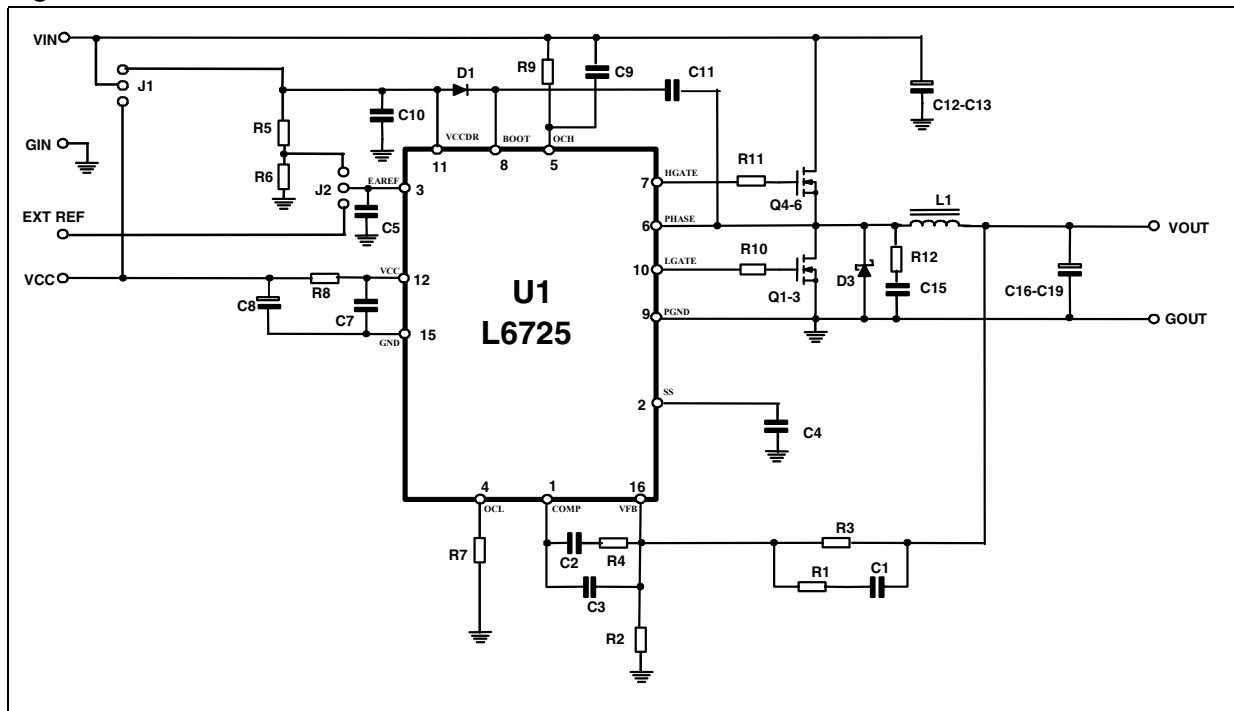 VIN
J1
D1
R9
C9
C11
C12-C13
C10
R5
GIN
VCCDR
BOOT
OCH
11
8
5
R6
J2
EAREF
3
7
HGATE
R11
Q4-6
L1
EXT REF
C5
6
PHASE
VOUT
R12
10
LGATE
R10
D3
VCC
R8
VCC
12
U1
Q1-3
C15
C16-C19
C8
C7
L6725
9
PGND
GOUT
15
GND
2
SS
C4
4
1
16
OCL
COMP
VFB
R3
R7
C2
R4
R1
C1
C3
R2